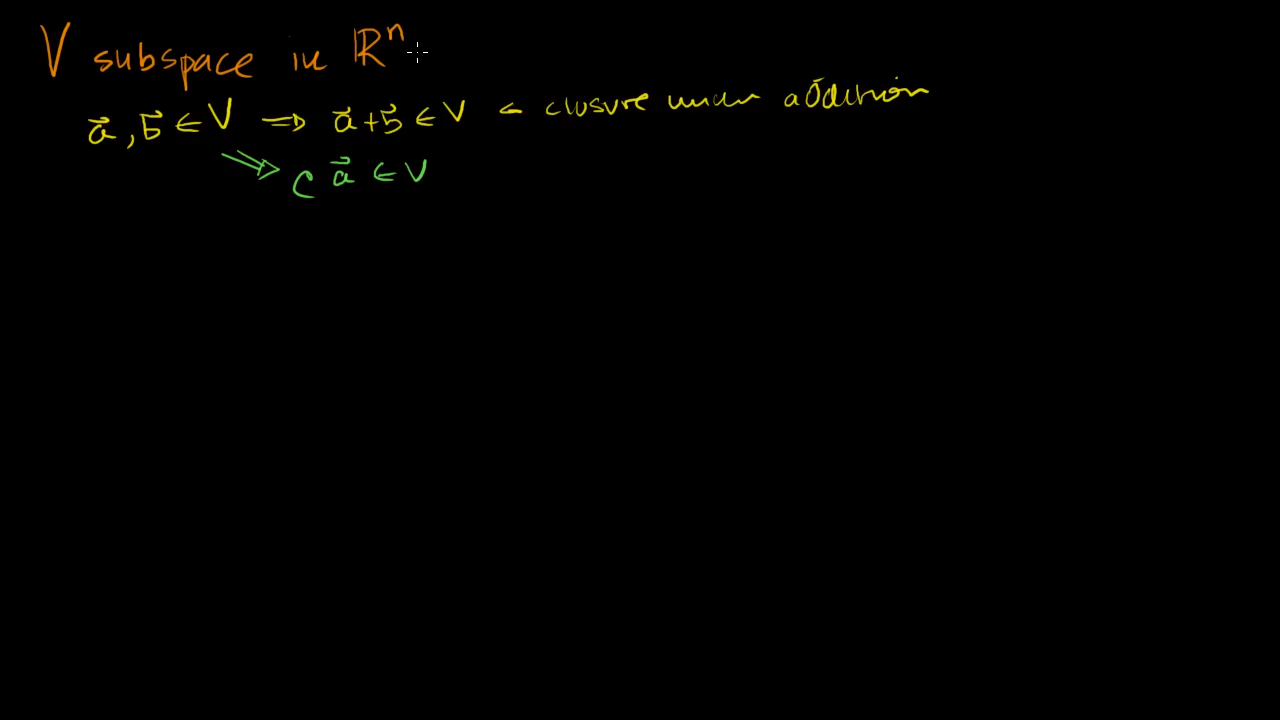 V subspace in ℝⁿ
a⃗, b⃗ ∈ V ⇒ a⃗ + b⃗ ∈ V ← closure under addition
⇒ c a⃗ ∈ V